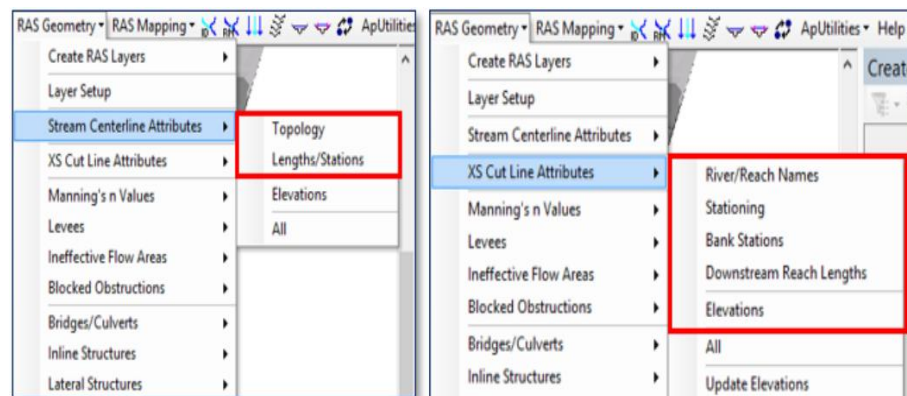 RAS Geometry RAS Mapping ID RM ApUtilities
Create RAS Layers
Layer Setup
Stream Centerline Attributes
XS Cut Line Attributes
Manning's n Values
Levees
Ineffective Flow Areas
Blocked Obstructions
Bridges/Culverts
Inline Structures
Lateral Structures
Topology
Lengths/Stations
Elevations
All
RAS Geometry RAS Mapping ID RM ApUtilities Help
Create RAS Layers
Layer Setup
Stream Centerline Attributes
XS Cut Line Attributes
Manning's n Values
Levees
Ineffective Flow Areas
Blocked Obstructions
Bridges/Culverts
Inline Structures
River/Reach Names
Stationing
Bank Stations
Downstream Reach Lengths
Elevations
All
Update Elevations
Creat